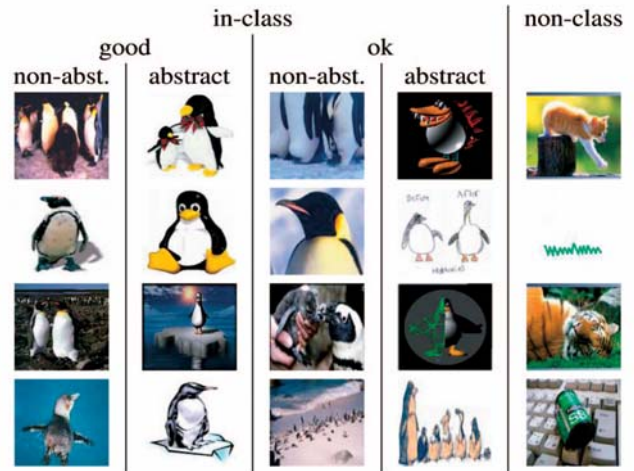 in-class
non-class
good
ok
non-abst.
abstract
non-abst.
abstract